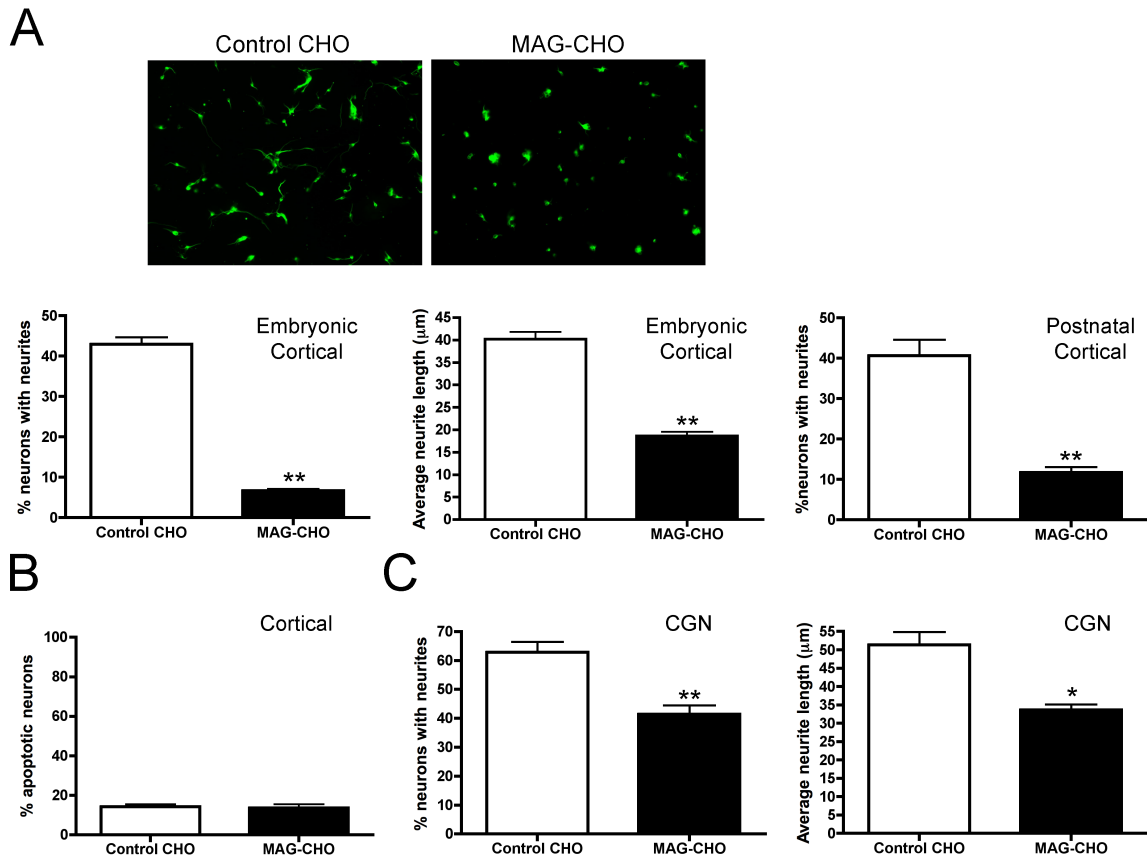 A
Control CHO
MAG-CHO
% neurons with neurites
50
40
30
20
10
0
Embryonic
Cortical
**
Control CHO
MAG-CHO
Average neurite length (μm)
45
40
35
30
25
20
15
10
5
0
Embryonic
Cortical
**
Control CHO
MAG-CHO
%neurons with neurites
50
40
30
20
10
0
Postnatal
Cortical
**
Control CHO
MAG-CHO
B
% apoptotic neurons
100
80
60
40
20
0
Cortical
Control CHO
MAG-CHO
C
% neurons with neurites
70
60
50
40
30
20
10
0
CGN
**
Control CHO
MAG-CHO
Average neurite length (μm)
55
50
45
40
35
30
25
20
15
10
5
0
CGN
*
Control CHO
MAG-CHO